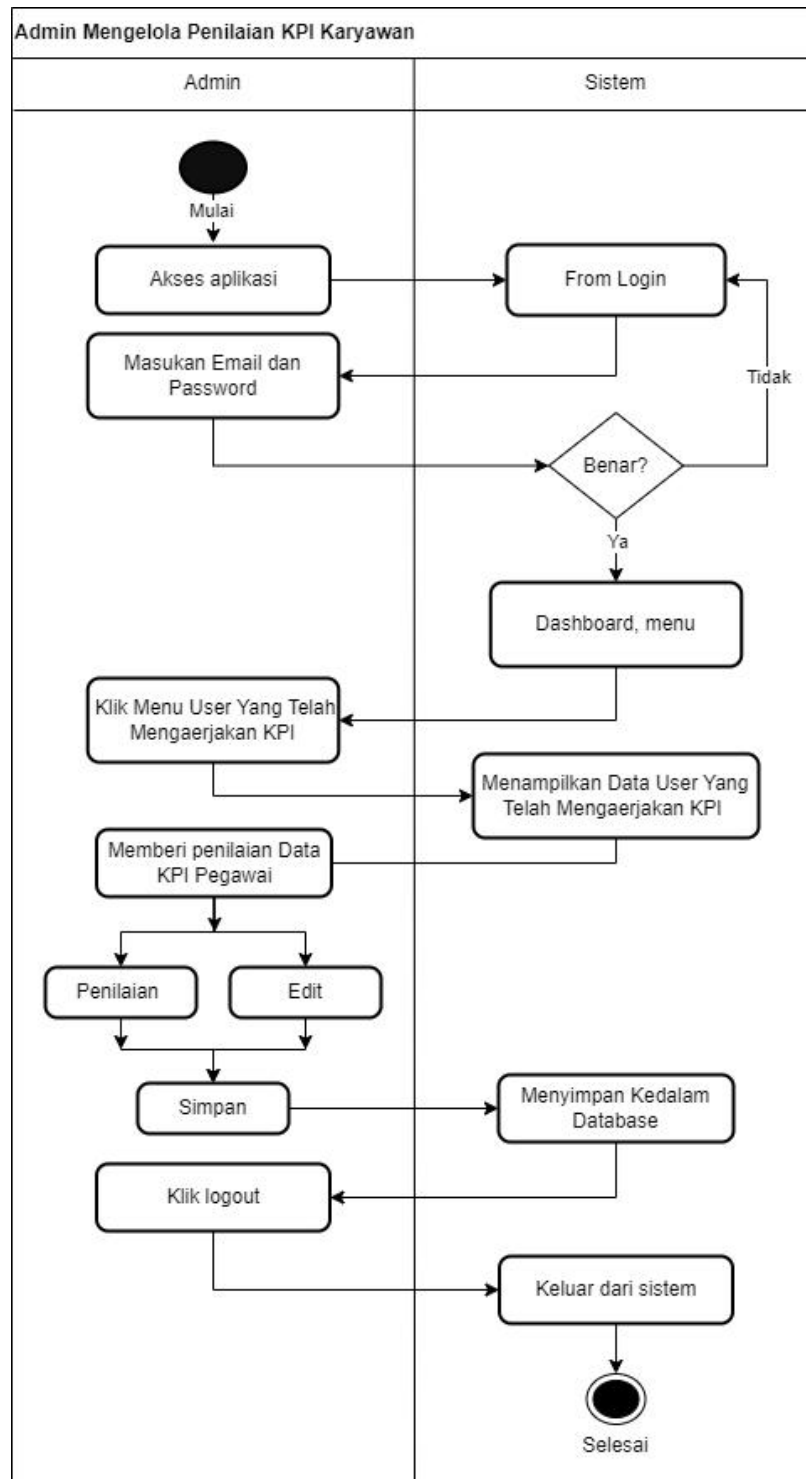 Admin Mengelola Penilaian KPI Karyawan
Admin
Sistem
Mulai
Akses aplikasi
From Login
Masukan Email dan
Password
Tidak
Benar?
Ya
Dashboard, menu
Klik Menu User Yang Telah
Mengaerjakan KPI
Menampilkan Data User Yang
Telah Mengaerjakan KPI
Memberi penilaian Data
KPI Pegawai
Penilaian
Edit
Simpan
Menyimpan Kedalam
Database
Klik logout
Keluar dari sistem
Selesai